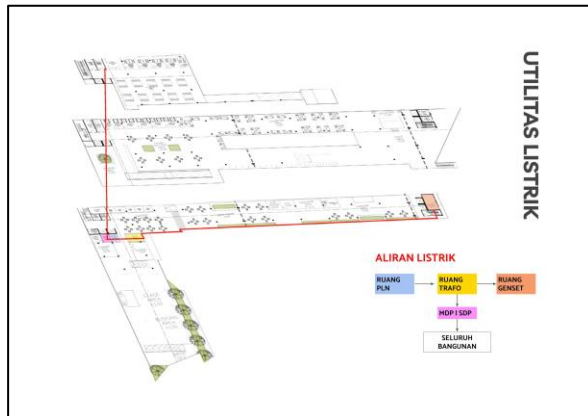 UTILITAS LISTRIK
ALIRAN LISTRIK
RUANG
PLN
RUANG
TRAFO
RUANG
GENSET
MDP I SDP
SELURUH
BANGUNAN